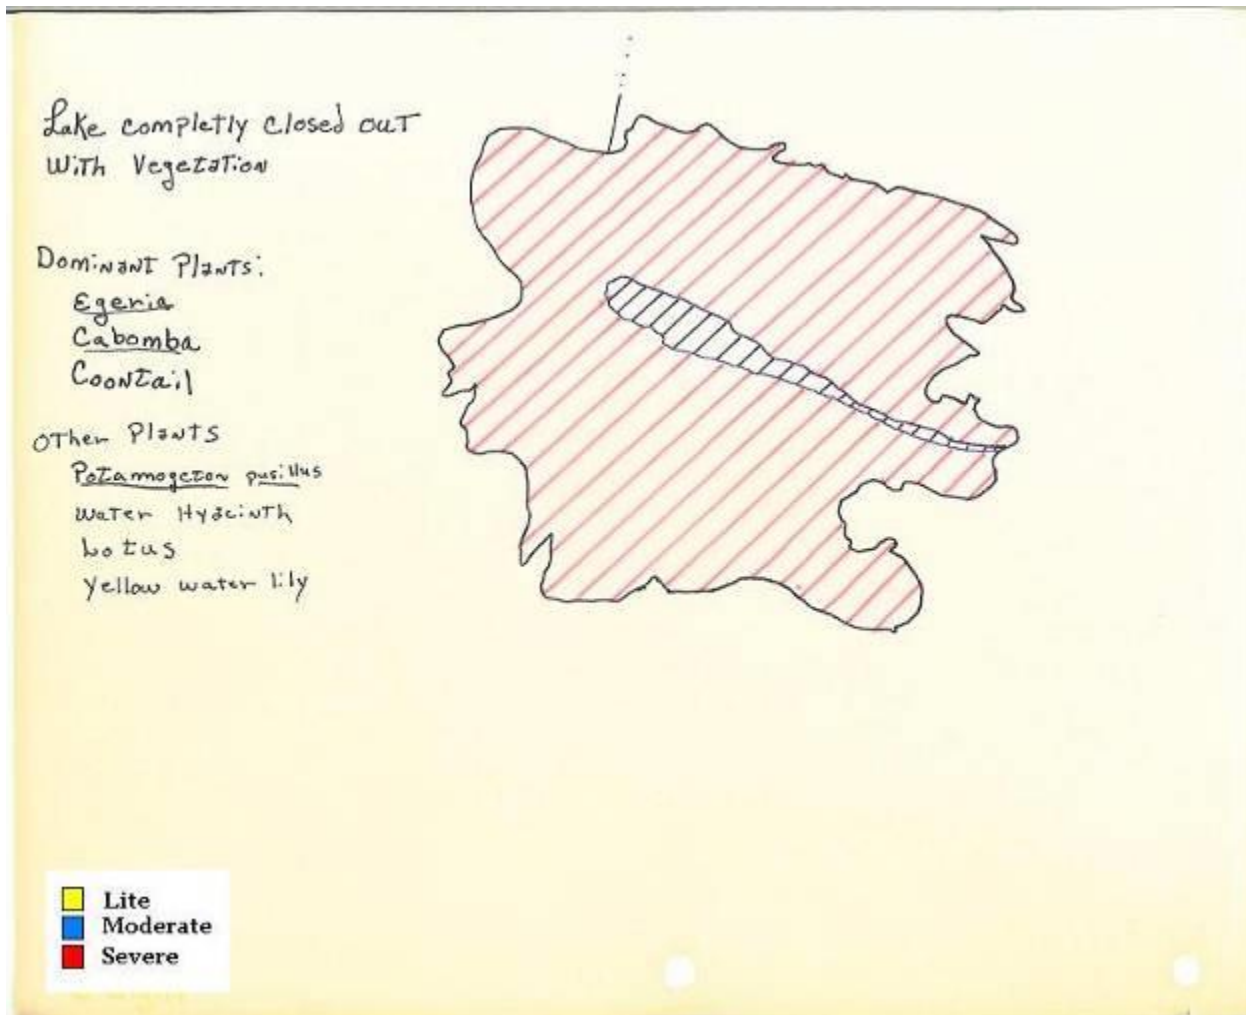 Lake completly closed out
With Vegetation
Dominant Plants:
Egeria
Cabomba
Coontail
Other Plants
Potamogeton pusillus
Water Hyacinth
Lotus
Yellow water lily
Lite
Moderate
Severe